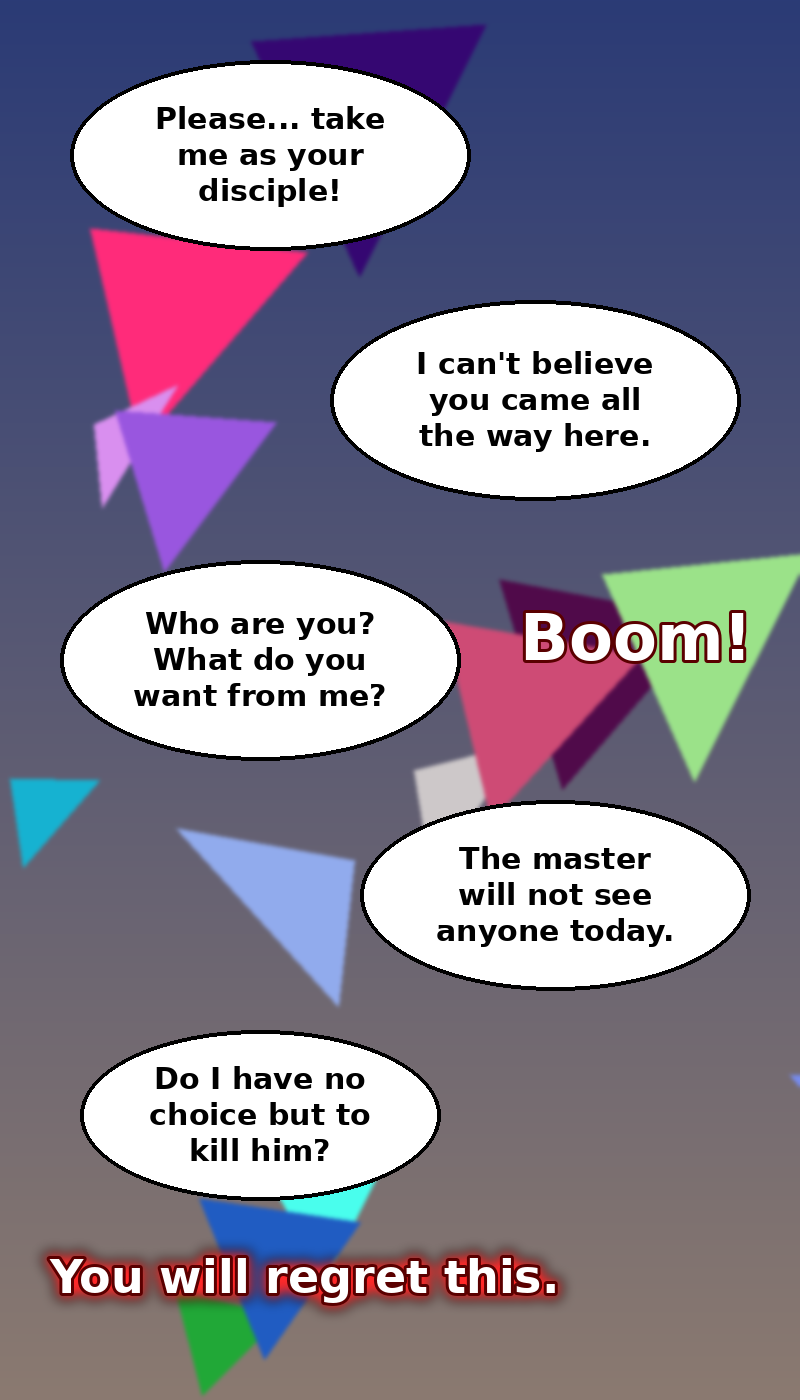 Please... take
me as your
disciple!
I can't believe
you came all
the way here.
Who are you?
What do you
want from me?
Boom!
The master
will not see
anyone today.
Do I have no
choice but to
kill him?
You will regret this.